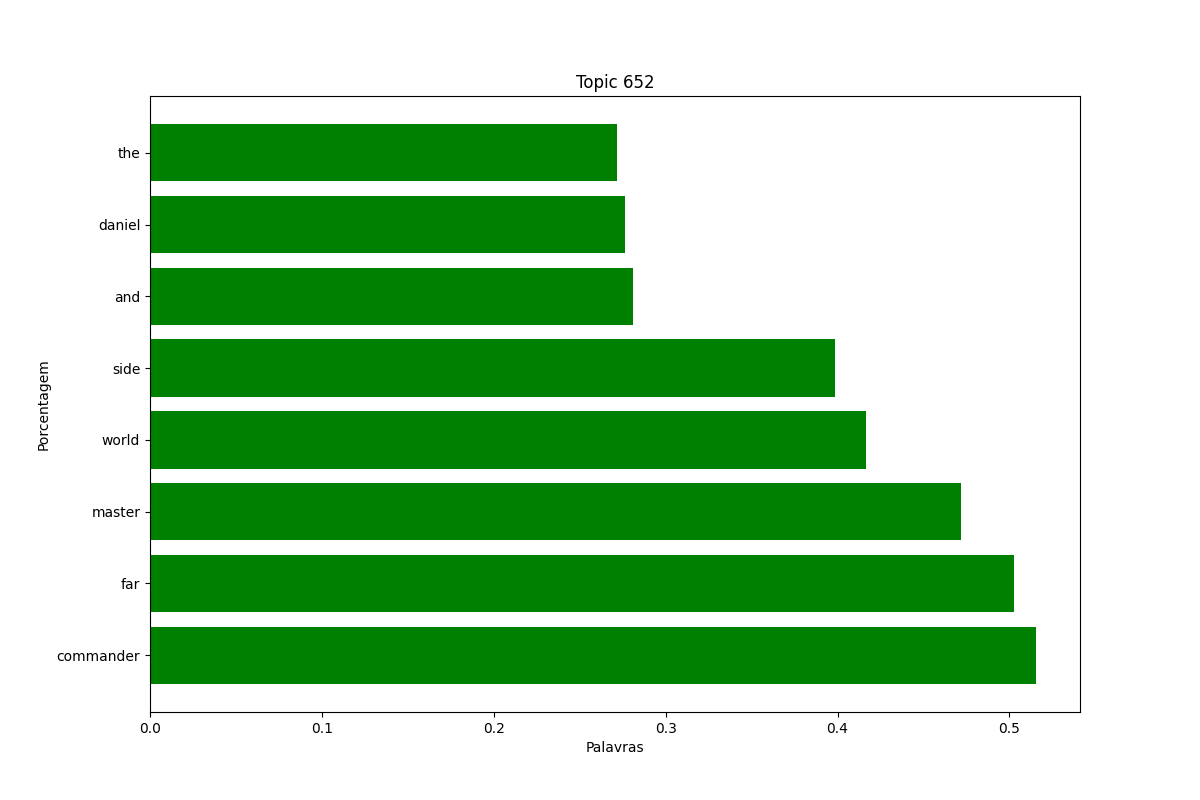 Topic 652
the
daniel
and
side
world
master
far
commander
Porcentagem
0.0 0.1 0.2 0.3 0.4 0.5
Palavras